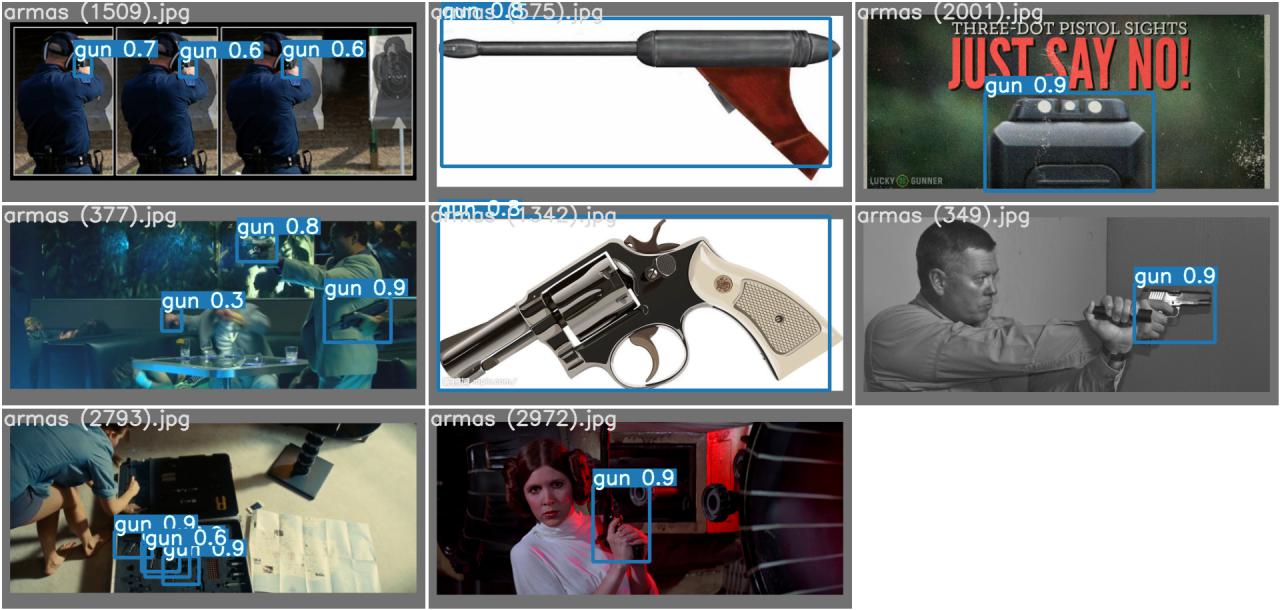 armas (1509).jpg
gun 0.7
gun 0.6
gun 0.6
armas (575).jpg
gun 0.8
armas (2001).jpg
THREE-DOT PISTOL SIGHTS
JUST SAY NO!
gun 0.9
LUCKY GUNNER
armas (377).jpg
gun 0.8
gun 0.9
gun 0.3
armas (1342).jpg
gun 0.8
armas (349).jpg
gun 0.9
armas (2793).jpg
gun 0.9
gun 0.6
gun 0.9
armas (2972).jpg
gun 0.9